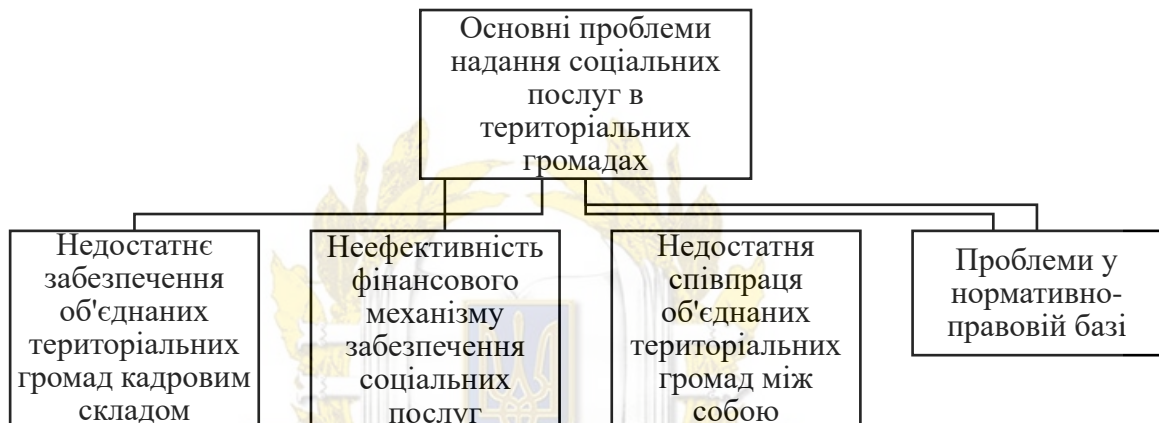 Основні проблеми
надання соціальних
послуг в
територіальних
громадах
Недостатнє
забезпечення
об'єднаних
територіальних
громад кадровим
складом
Неефективність
фінансового
механізму
забезпечення
соціальних
послуг
Недостатня
співпраця
об'єднаних
територіальних
громад між
собою
Проблеми у
нормативно-
правовій базі